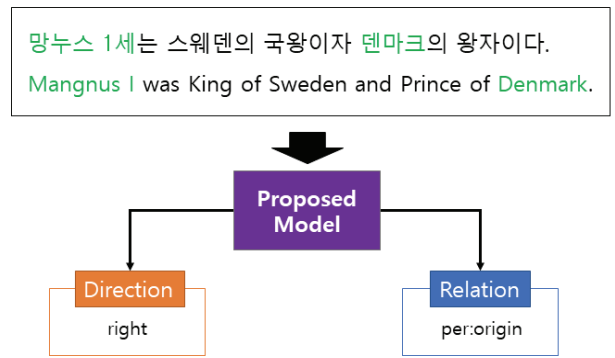 망누스 1세는 스웨덴의 국왕이자 덴마크의 왕자이다.
Mangnus I was King of Sweden and Prince of Denmark.
Proposed
Model
Direction
right
Relation
per:origin